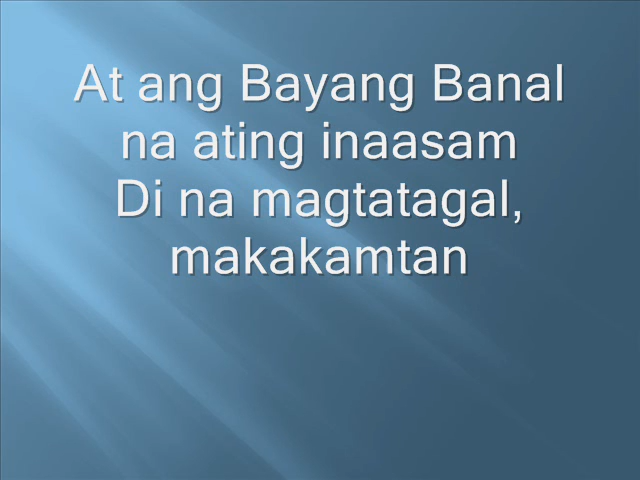 At ang Bayang Banal
na ating inaasam
Di na magtatagal,
makakamtan